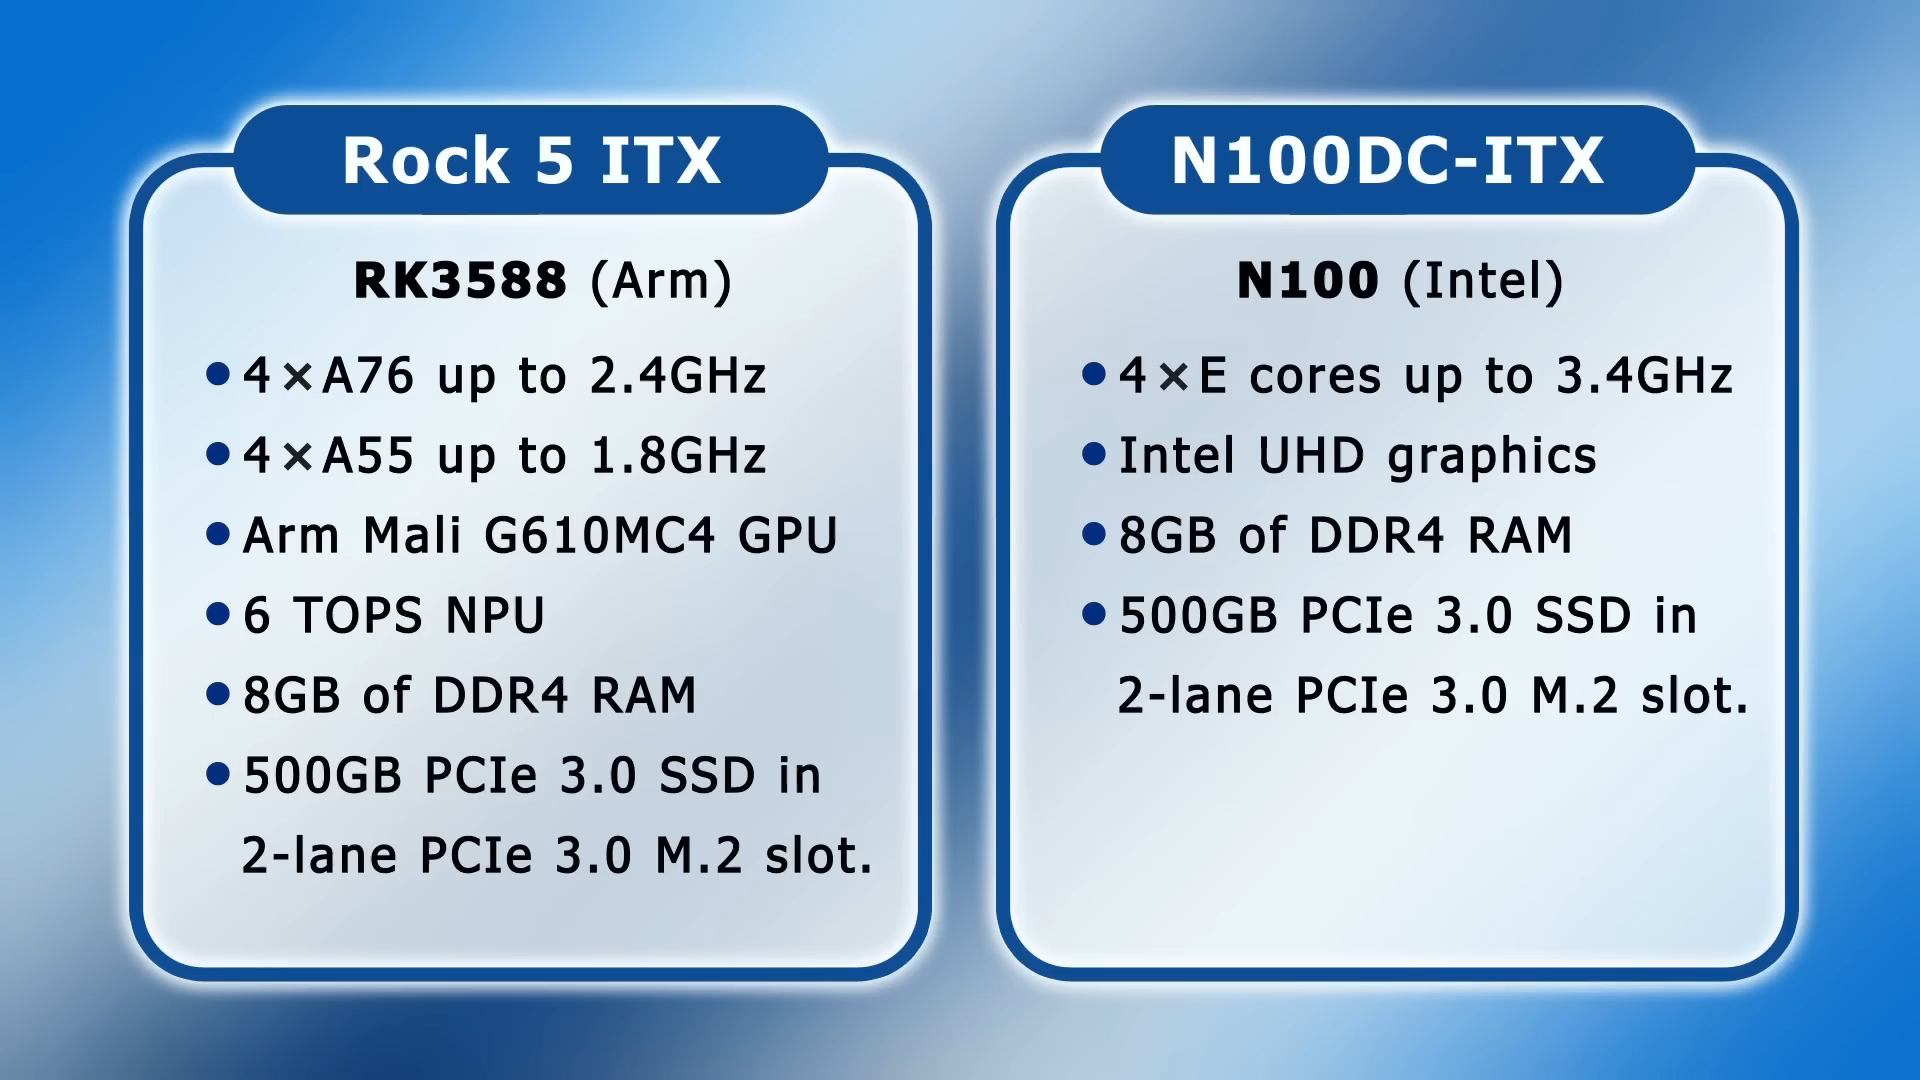 Rock 5 ITX
RK3588 (Arm)
• 4×A76 up to 2.4GHz
• 4×A55 up to 1.8GHz
• Arm Mali G610MC4 GPU
• 6 TOPS NPU
• 8GB of DDR4 RAM
• 500GB PCIe 3.0 SSD in
2-lane PCIe 3.0 M.2 slot.
N100DC-ITX
N100 (Intel)
• 4×E cores up to 3.4GHz
• Intel UHD graphics
• 8GB of DDR4 RAM
• 500GB PCIe 3.0 SSD in
2-lane PCIe 3.0 M.2 slot.